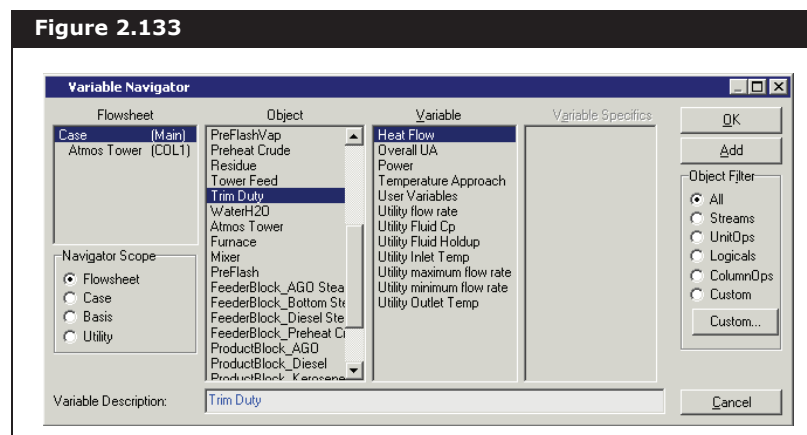 Figure 2.133
Variable Navigator
Flowsheet
Case (Main)
Atmos Tower (COL1)
Navigator Scope
Flowsheet
Case
Basis
Utility
Object
PreFlashVap
Preheat Crude
Residue
Tower Feed
Trim Duty
WaterH2O
Atmos Tower
Furnace
Mixer
PreFlash
FeederBlock_AGO Stea
FeederBlock_Bottom Ste
FeederBlock_Diesel Ste
FeederBlock_Preheat Cr
ProductBlock_AGO
ProductBlock_Diesel
ProductBlock_Kerosene
Variable
Heat Flow
Overall UA
Power
Temperature Approach
User Variables
Utility flow rate
Utility Fluid Cp
Utility Fluid Holdup
Utility Inlet Temp
Utility maximum flow rate
Utility minimum flow rate
Utility Outlet Temp
Variable Specifics
OK
Add
Object Filter
All
Streams
UnitOps
Logicals
ColumnOps
Custom
Custom...
Variable Description: Trim Duty
Cancel